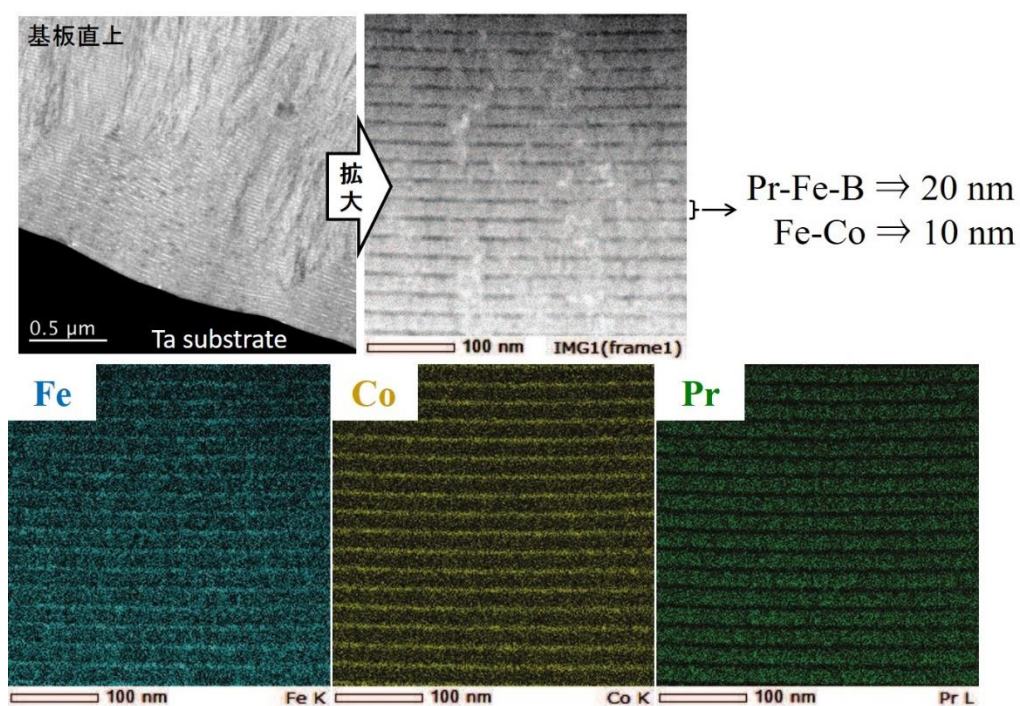 基板直上
0.5 µm
Ta substrate
拡大
100 nm
IMG1(frame1)
Pr-Fe-B ⇒ 20 nm
Fe-Co ⇒ 10 nm
Fe
Co
Pr
100 nm
Fe K
100 nm
Co K
100 nm
Pr L